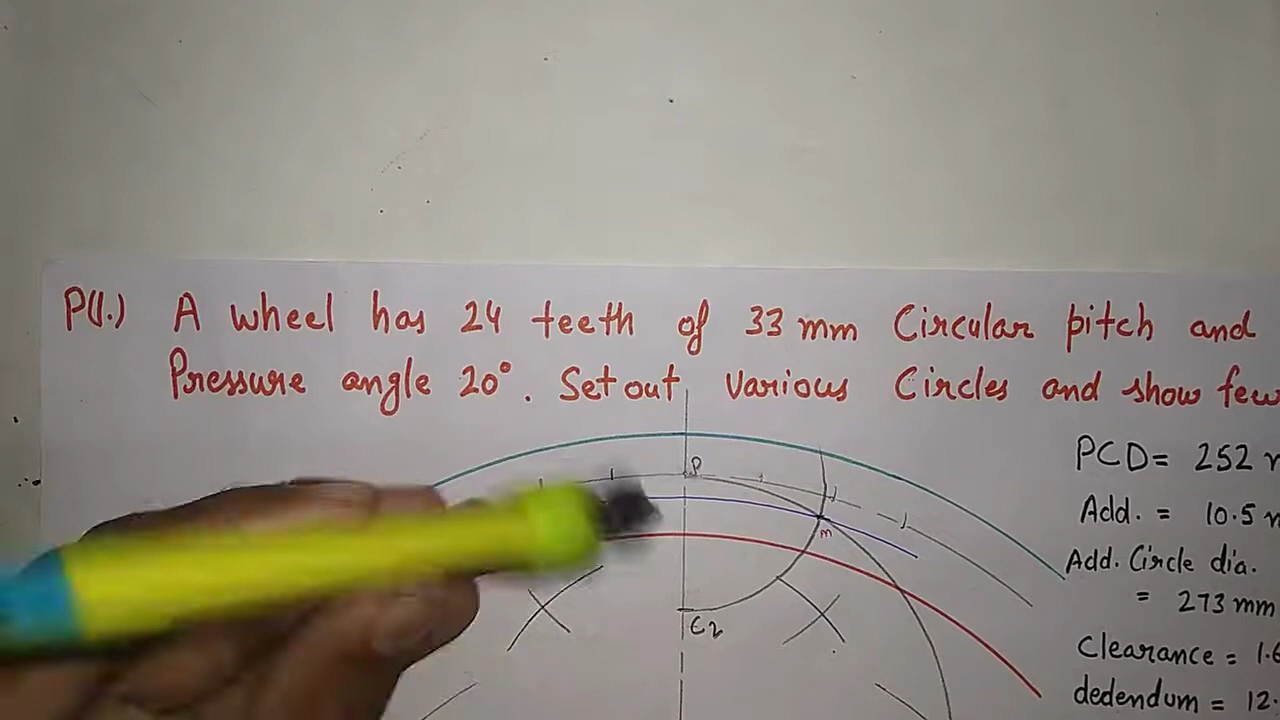 P(1.) A wheel has 24 teeth of 33 mm Circular pitch and
Pressure angle 20°. Set out Various Circles and show few
PCD = 252
Add. = 10.5
Add. Circle dia.
= 273 mm
Clearance =
dedendum =
P
m
C2